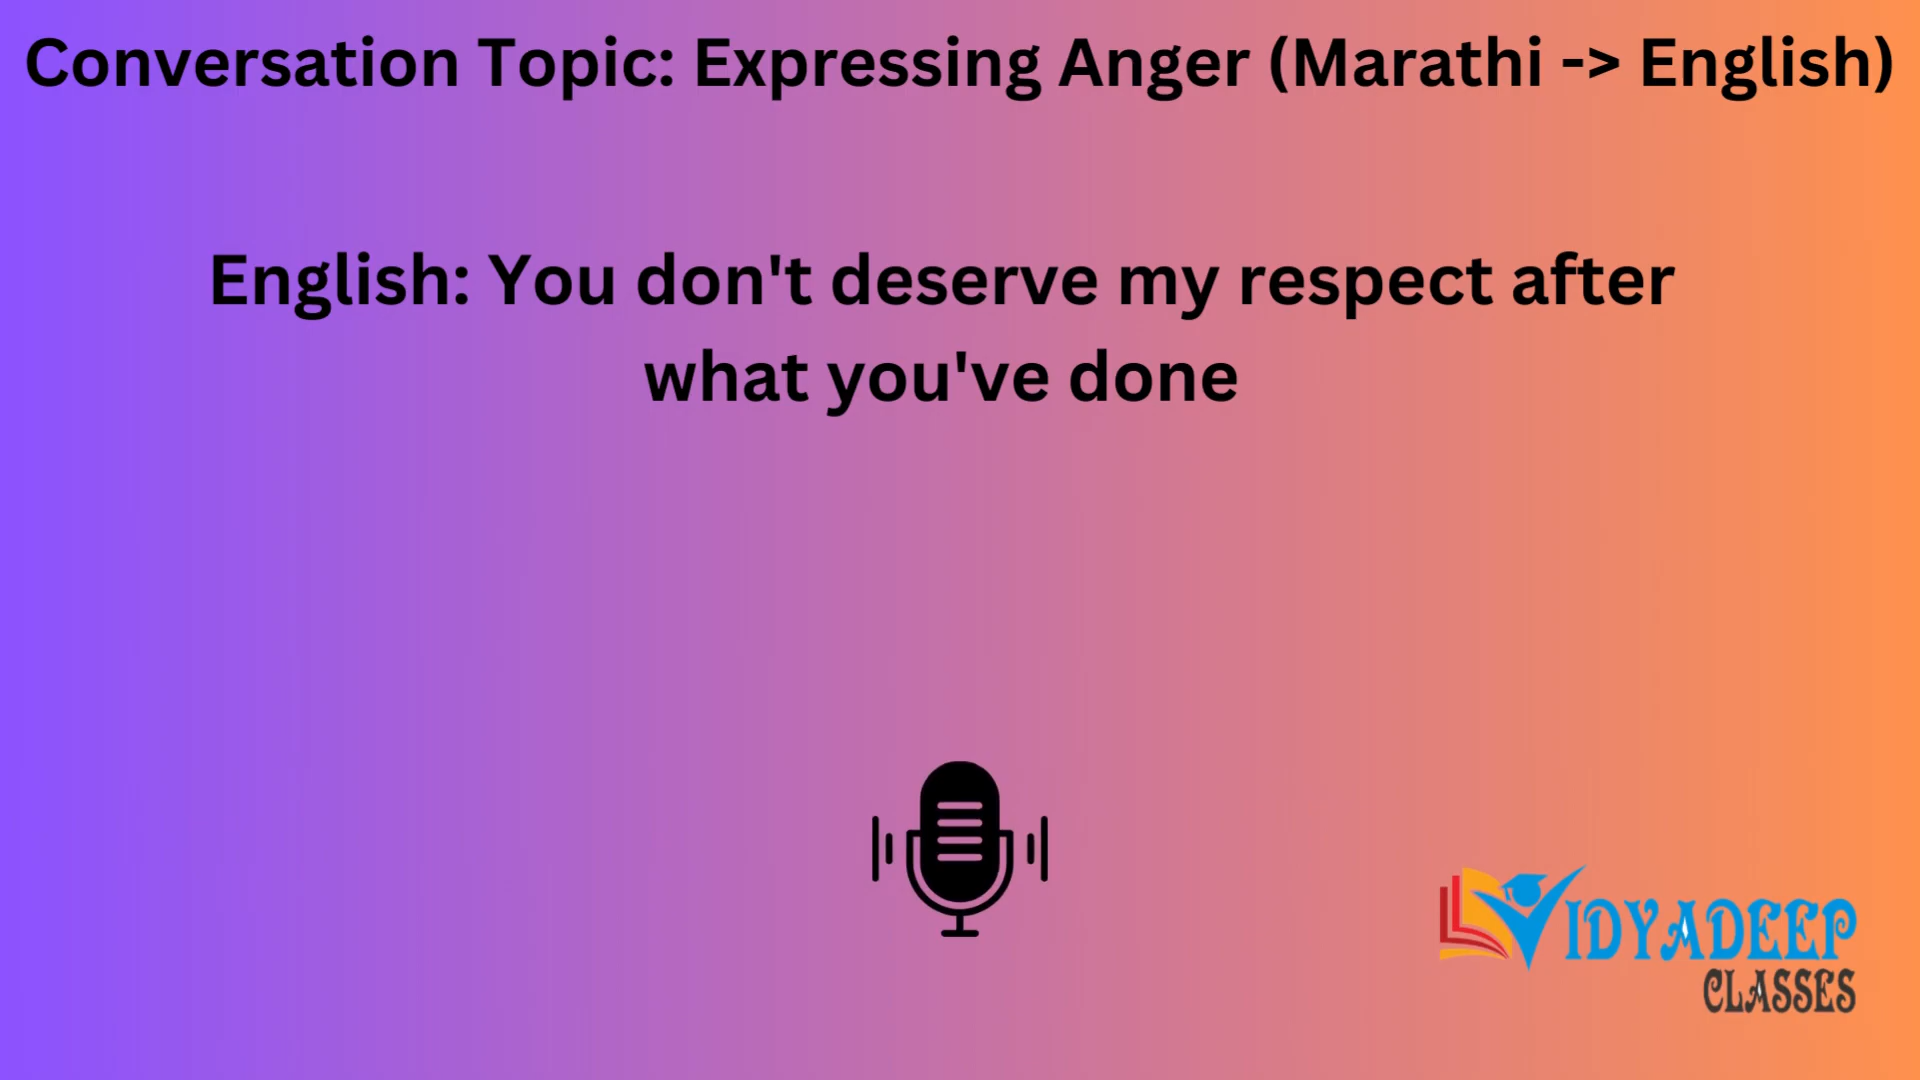 Conversation Topic: Expressing Anger (Marathi -> English)
English: You don't deserve my respect after
what you've done
VIDYADEEP
CLASSES